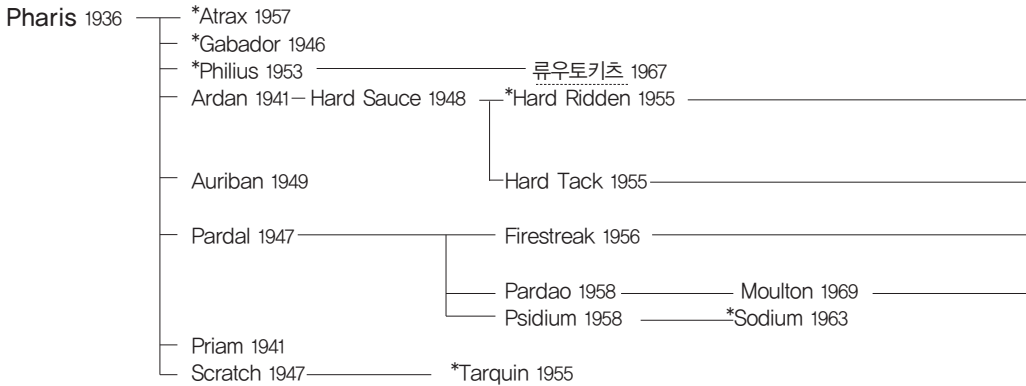 Pharis 1936 *Atrax 1957
*Gabador 1946
*Philius 1953 류우토키츠 1967
Ardan 1941 Hard Sauce 1948 *Hard Ridden 1955
Auriban 1949 Hard Tack 1955
Pardal 1947 Firestreak 1956
Pardao 1958 Moulton 1969
Psidium 1958 *Sodium 1963
Priam 1941
Scratch 1947 *Tarquin 1955